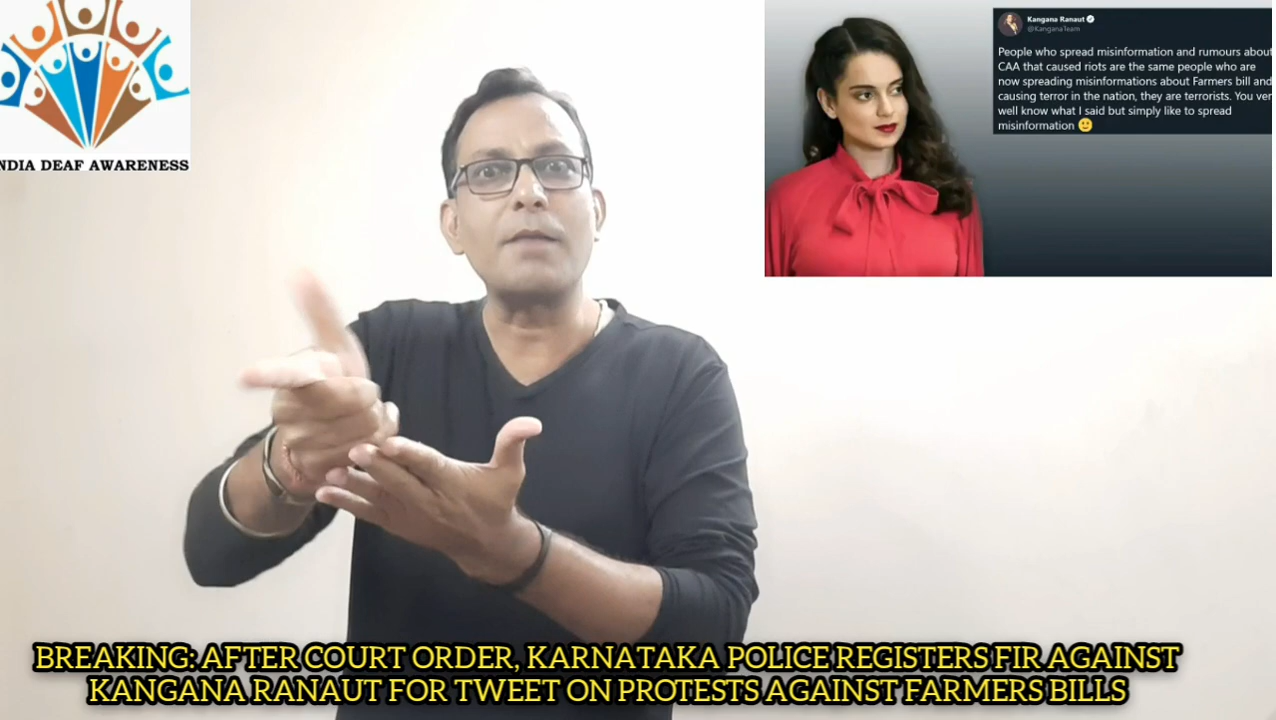 NDIA DEAF AWARENESS
Kangana Ranaut
@KanganaTeam
People who spread misinformation and rumours about
CAA that caused riots are the same people who are
now spreading misinformations about Farmers bill and
causing terror in the nation, they are terrorists. You ver
well know what I said but simply like to spread
misinformation 🙂
BREAKING: AFTER COURT ORDER, KARNATAKA POLICE REGISTERS FIR AGAINST
KANGANA RANAUT FOR TWEET ON PROTESTS AGAINST FARMERS BILLS